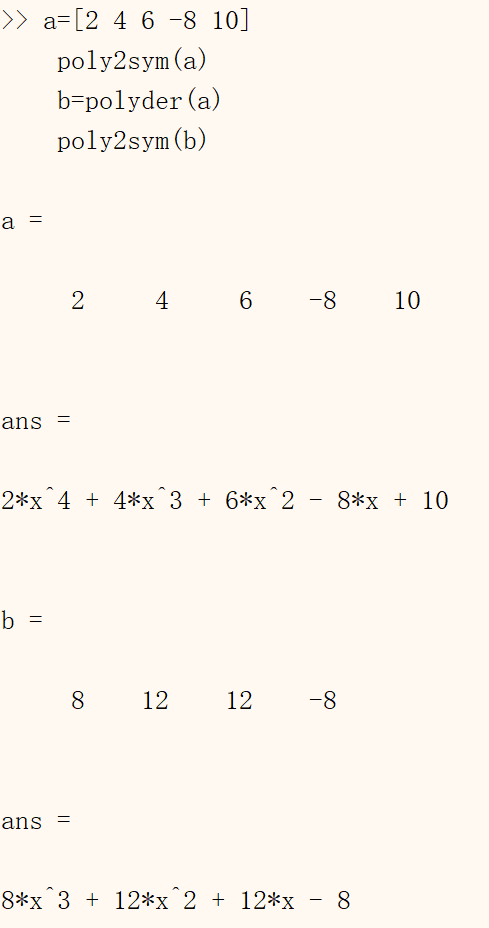 >> a=[2 4 6 -8 10]
poly2sym(a)
b=polyder(a)
poly2sym(b)
a =
2 4 6 -8 10
ans =
2*x^4 + 4*x^3 + 6*x^2 - 8*x + 10
b =
8 12 12 -8
ans =
8*x^3 + 12*x^2 + 12*x - 8